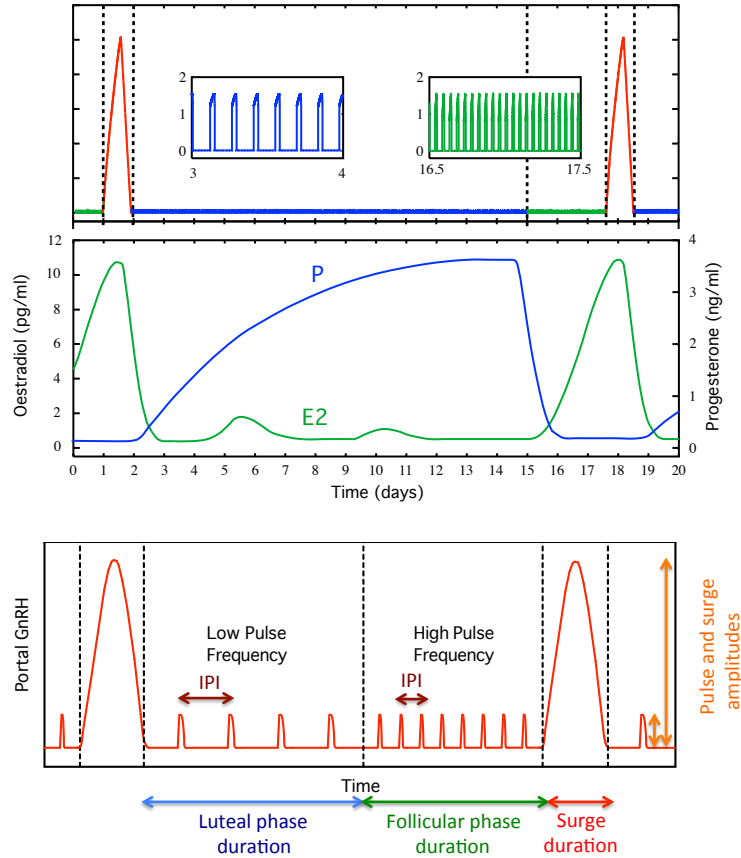 2
1
0
3
4
2
1
0
16.5
17.5
12
10
8
6
4
2
0
Oestradiol (pg/ml)
P
E2
4
3
2
1
0
Progesterone (ng/ml)
0 1 2 3 4 5 6 7 8 9 10 11 12 13 14 15 16 17 18 19 20
Time (days)
Portal GnRH
Low Pulse
Frequency
IPI
High Pulse
Frequency
IPI
Pulse and surge
amplitudes
Time
Luteal phase
duration
Follicular phase
duration
Surge
duration